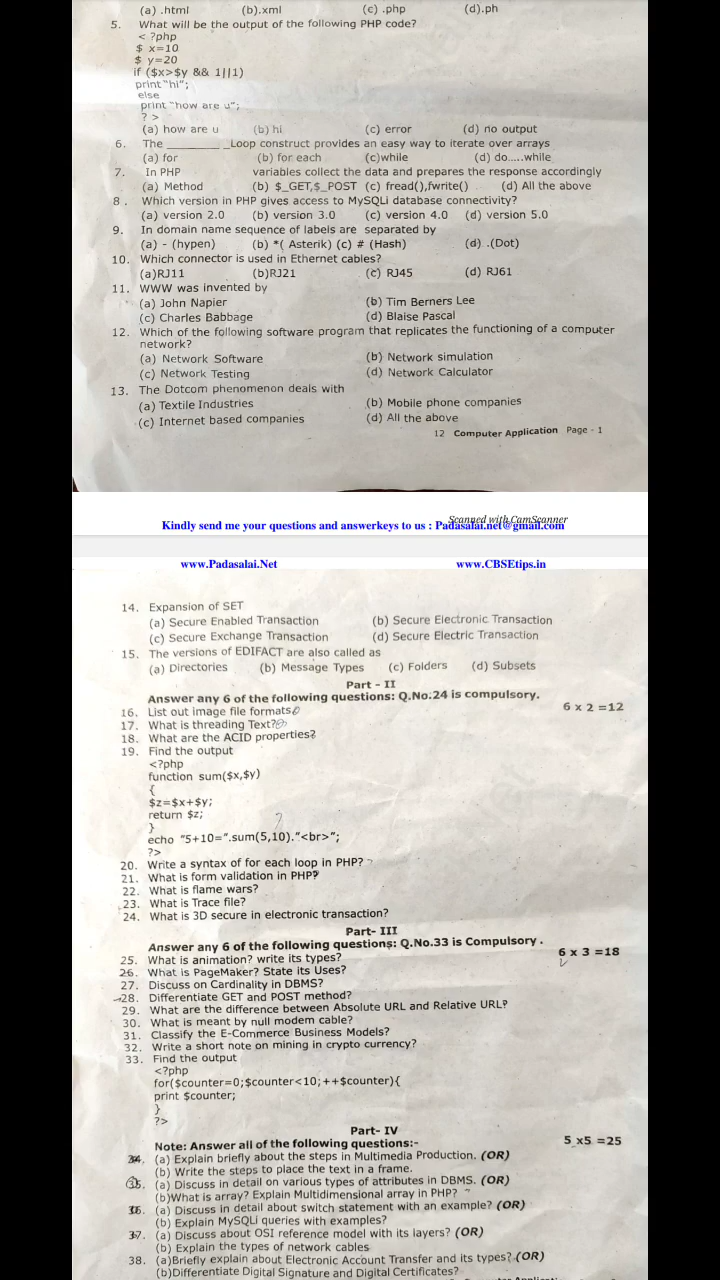 (a) .html (b).xml (c) .php (d).ph
5. What will be the output of the following PHP code?
< ?php
$ x=10
$ y=20
if ($x>$y && 1||1)
print"hi";
else
print "how are u";
? >
(a) how are u (b) hi (c) error (d) no output
6. The ________ _Loop construct provides an easy way to iterate over arrays
(a) for (b) for each (c)while (d) do.....while
7. In PHP variables collect the data and prepares the response accordingly
(a) Method (b) $_GET,$_POST (c) fread(),fwrite() (d) All the above
8. Which version in PHP gives access to MySQLi database connectivity?
(a) version 2.0 (b) version 3.0 (c) version 4.0 (d) version 5.0
9. In domain name sequence of labels are separated by
(a) - (hypen) (b) *( Asterik) (c) # (Hash) (d) .(Dot)
10. Which connector is used in Ethernet cables?
(a)RJ11 (b)RJ21 (c) RJ45 (d) RJ61
11. WWW was invented by
(a) John Napier (b) Tim Berners Lee
(c) Charles Babbage (d) Blaise Pascal
12. Which of the following software program that replicates the functioning of a computer
network?
(a) Network Software (b) Network simulation
(c) Network Testing (d) Network Calculator
13. The Dotcom phenomenon deals with
(a) Textile Industries (b) Mobile phone companies
(c) Internet based companies (d) All the above
12 Computer Application Page - 1
Scanned with CamScanner
Kindly send me your questions and answerkeys to us : Padasalai.net@gmail.com
www.Padasalai.Net www.CBSEtips.in
14. Expansion of SET
(a) Secure Enabled Transaction (b) Secure Electronic Transaction
(c) Secure Exchange Transaction (d) Secure Electric Transaction
15. The versions of EDIFACT are also called as
(a) Directories (b) Message Types (c) Folders (d) Subsets
Part - II
Answer any 6 of the following questions: Q.No.24 is compulsory. 6 x 2 =12
16. List out image file formats
17. What is threading Text?
18. What are the ACID properties?
19. Find the output
<?php
function sum($x,$y)
{
$z=$x+$y;
return $z;
}
echo "5+10=".sum(5,10)."<br>";
?>
20. Write a syntax of for each loop in PHP?
21. What is form validation in PHP?
22. What is flame wars?
23. What is Trace file?
24. What is 3D secure in electronic transaction?
Part- III
Answer any 6 of the following questions: Q.No.33 is Compulsory . 6 x 3 =18
25. What is animation? write its types?
26. What is PageMaker? State its Uses?
27. Discuss on Cardinality in DBMS?
28. Differentiate GET and POST method?
29. What are the difference between Absolute URL and Relative URL?
30. What is meant by null modem cable?
31. Classify the E-Commerce Business Models?
32. Write a short note on mining in crypto currency?
33. Find the output
<?php
for($counter=0;$counter<10;++$counter){
print $counter;
}
?>
Part- IV
Note: Answer all of the following questions:- 5 x5 =25
34. (a) Explain briefly about the steps in Multimedia Production. (OR)
(b) Write the steps to place the text in a frame.
35. (a) Discuss in detail on various types of attributes in DBMS. (OR)
(b)What is array? Explain Multidimensional array in PHP?
36. (a) Discuss in detail about switch statement with an example? (OR)
(b) Explain MySQLi queries with examples?
37. (a) Discuss about OSI reference model with its layers? (OR)
(b) Explain the types of network cables
38. (a)Briefly explain about Electronic Account Transfer and its types? (OR)
(b)Differentiate Digital Signature and Digital Certificates?